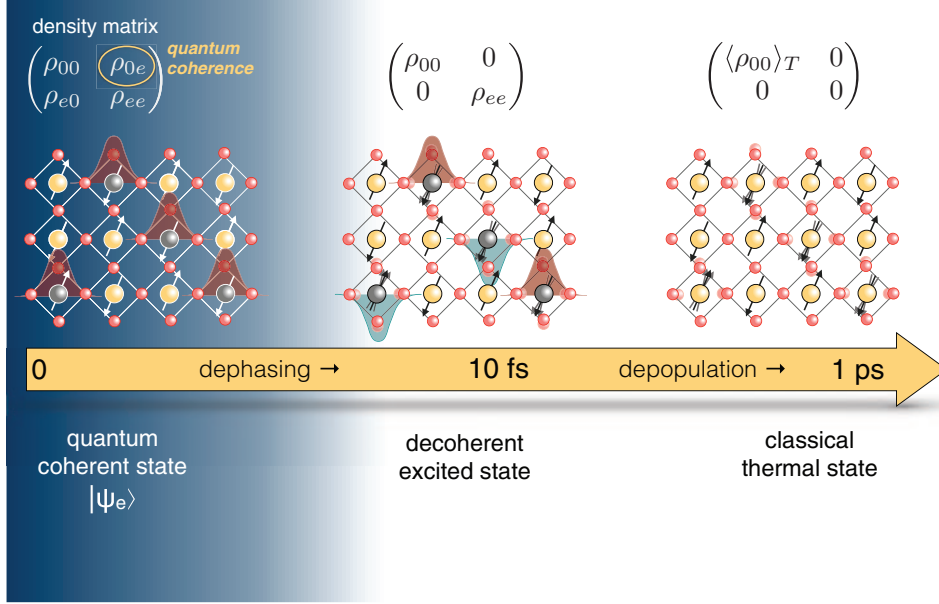 density matrix
ρ00 ρ0e
ρe0 ρee
quantum
coherence
ρ00 0
0 ρee
⟨ρ00⟩T 0
0 0
0 dephasing → 10 fs depopulation → 1 ps
quantum
coherent state
|ψe⟩
decoherent
excited state
classical
thermal state